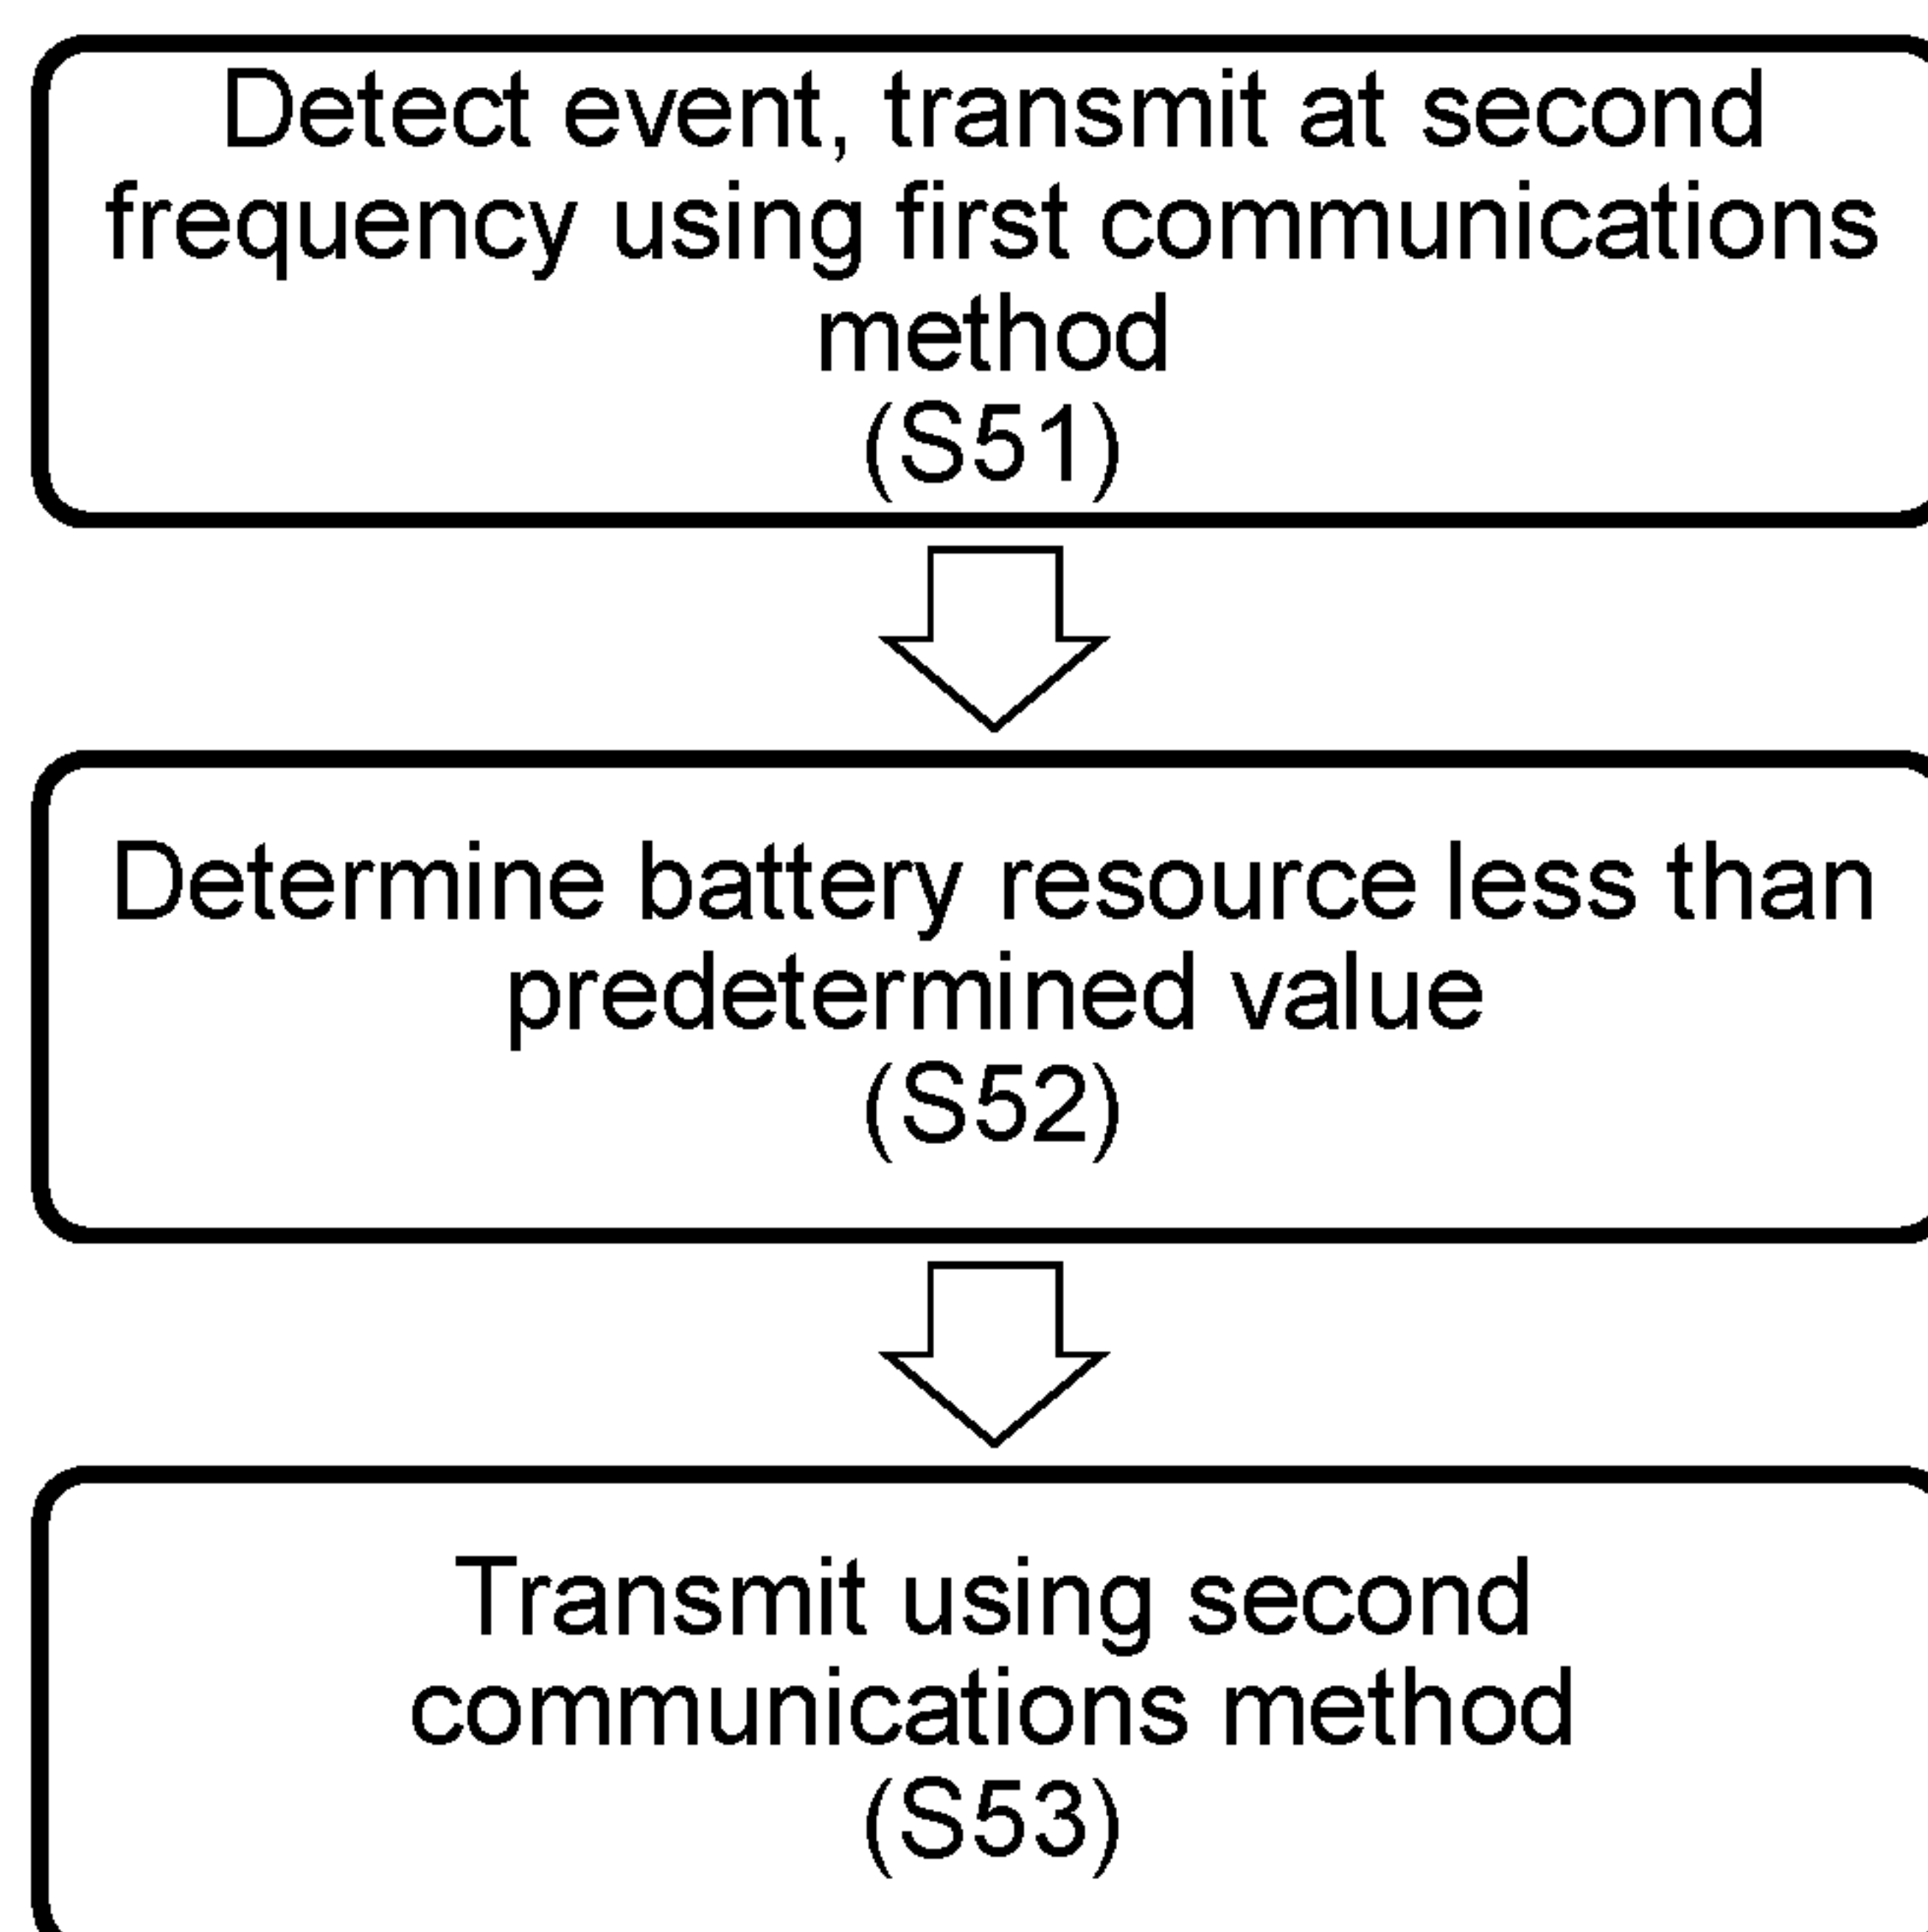 Detect event, transmit at second
frequency using first communications
method
(S51)
Determine battery resource less than
predetermined value
(S52)
Transmit using second
communications method
(S53)